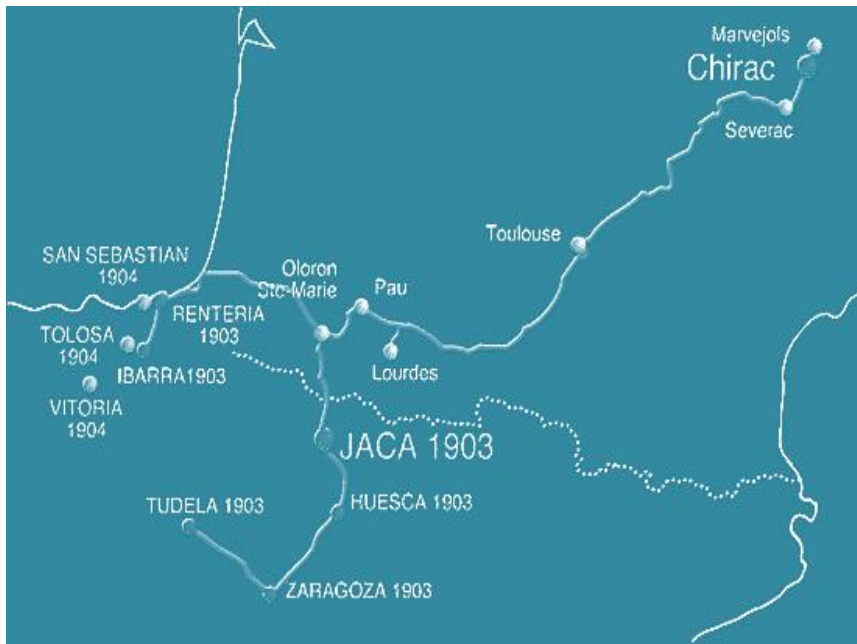 Marvejols
Chirac
Severac
Toulouse
SAN SEBASTIAN
1904
Oloron
Ste-Marie
Pau
RENTERIA
1903
TOLOSA
1904
IBARRA1903
Lourdes
VITORIA
1904
JACA 1903
TUDELA 1903
HUESCA 1903
ZARAGOZA 1903